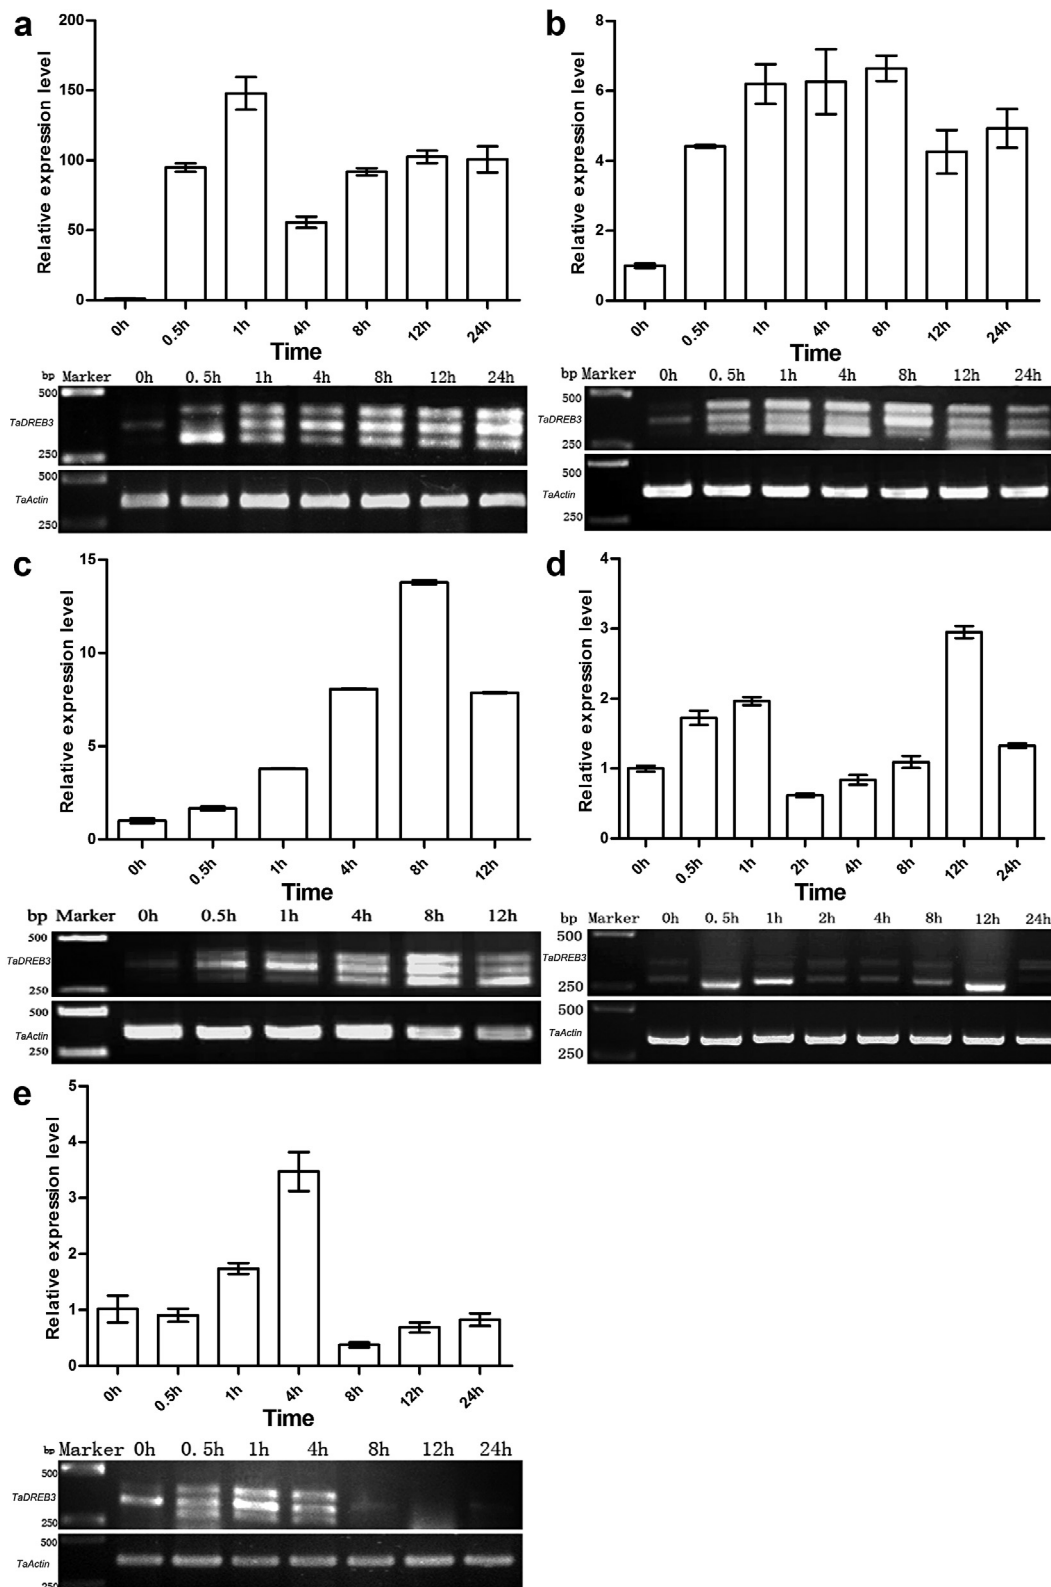 a
200
150
100
50
0
Relative expression level
0h 0.5h 1h 4h 8h 12h 24h
Time
bp Marker 0h 0.5h 1h 4h 8h 12h 24h
500
TaDREB3
250
500
TaActin
250
b
8
6
4
2
0
Relative expression level
0h 0.5h 1h 4h 8h 12h 24h
Time
bp Marker 0h 0.5h 1h 4h 8h 12h 24h
500
TaDREB3
250
500
TaActin
250
c
15
10
5
0
Relative expression level
0h 0.5h 1h 4h 8h 12h
Time
bp Marker 0h 0.5h 1h 4h 8h 12h
500
TaDREB3
250
500
TaActin
250
d
4
3
2
1
0
Relative expression level
0h 0.5h 1h 2h 4h 8h 12h 24h
Time
bp Marker 0h 0.5h 1h 2h 4h 8h 12h 24h
500
TaDREB3
250
500
TaActin
250
e
5
4
3
2
1
0
Relative expression level
0h 0.5h 1h 4h 8h 12h 24h
Time
bp Marker 0h 0.5h 1h 4h 8h 12h 24h
500
TaDREB3
250
500
TaActin
250